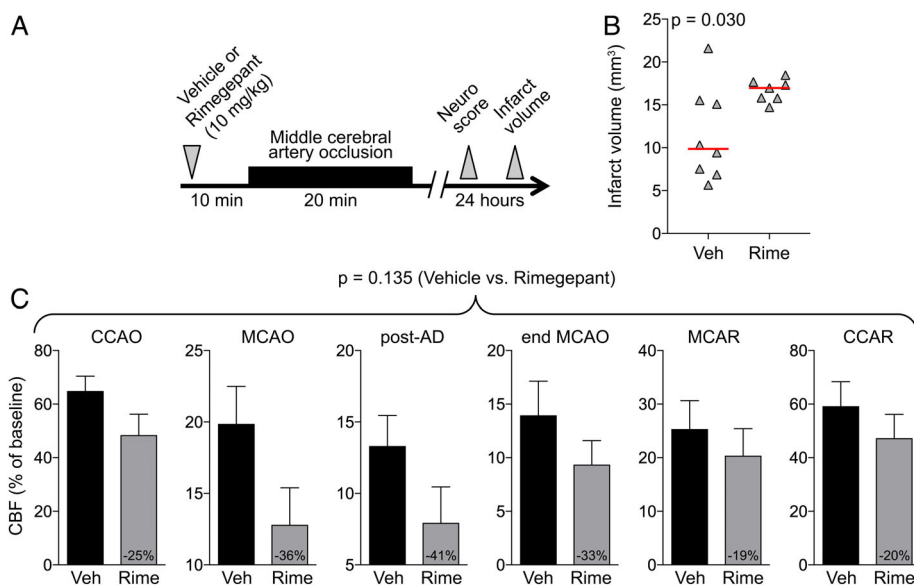 A
Vehicle or
Rimegepant
(10 mg/kg)
Middle cerebral
artery occlusion
Neuro
score
Infarct
volume
10 min
20 min
24 hours
B
p = 0.030
Infarct volume (mm³)
25
20
15
10
5
0
Veh
Rime
p = 0.135 (Vehicle vs. Rimegepant)
C
CCAO
MCAO
post-AD
end MCAO
MCAR
CCAR
CBF (% of baseline)
80
60
40
20
0
-25%
Veh
Rime
25
20
15
10
-36%
Veh
Rime
20
15
10
5
-41%
Veh
Rime
20
15
10
5
0
-33%
Veh
Rime
40
30
20
10
0
-19%
Veh
Rime
80
60
40
20
0
-20%
Veh
Rime